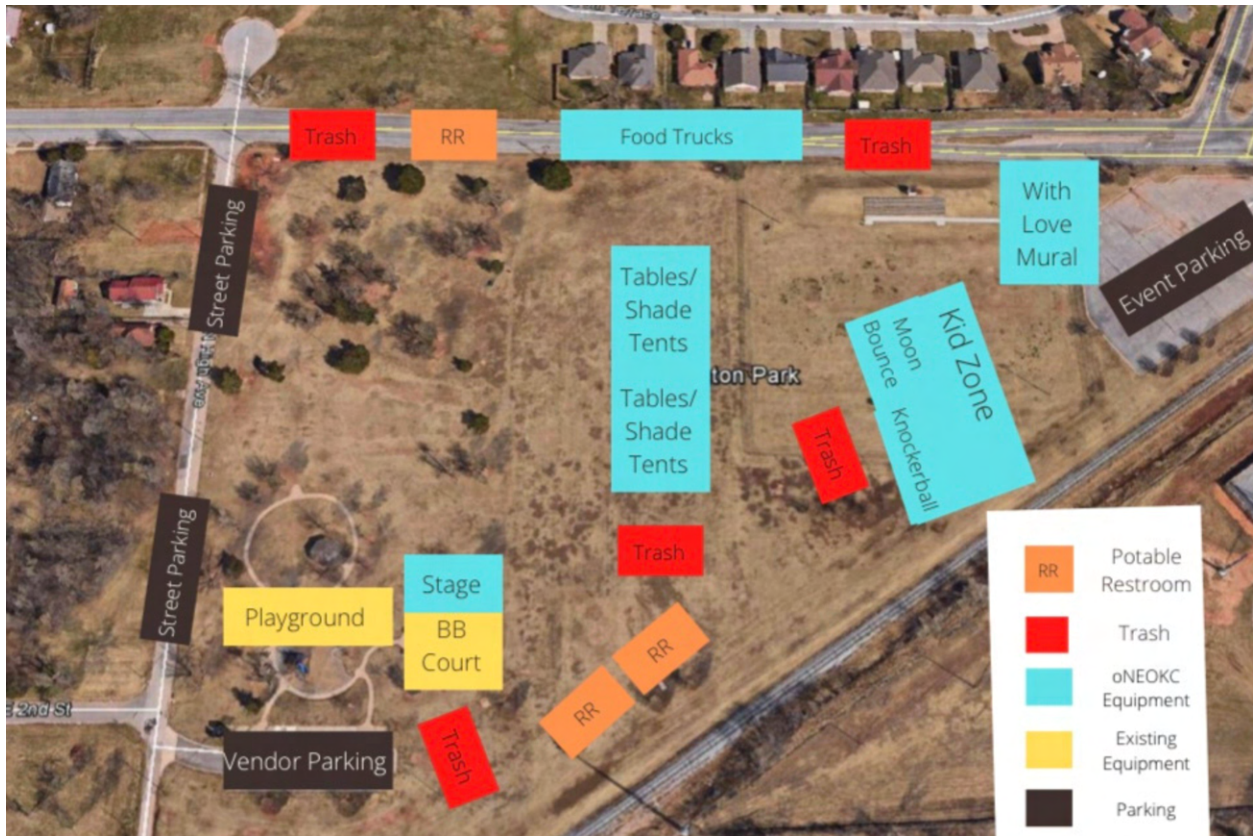 Trash
RR
Food Trucks
Trash
With
Love
Mural
Event Parking
Street Parking
Tables/
Shade
Tents
Tables/
Shade
Tents
ton Park
Kid Zone
Moon
Bounce
Knockerball
Trash
Trash
Street Parking
Stage
BB
Court
Playground
RR
RR
E 2nd St
Vendor Parking
Trash
RR
Potable
Restroom
Trash
oNEOKC
Equipment
Existing
Equipment
Parking